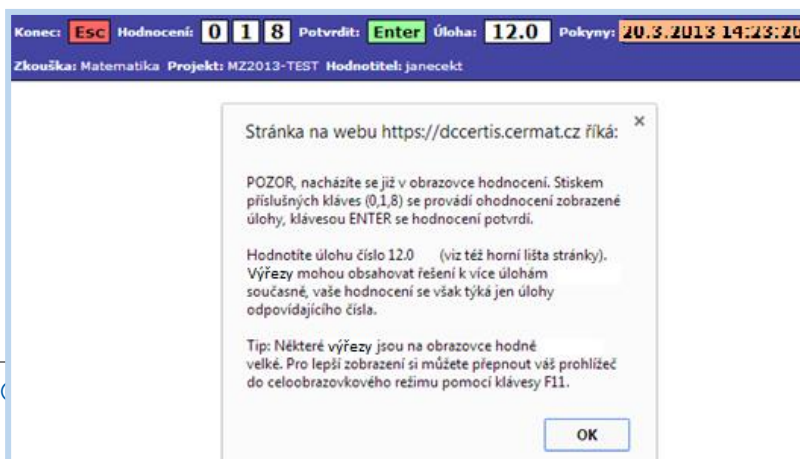 Konec: Esc Hodnocení: 0 1 8 Potvrdit: Enter Úloha: 12.0 Pokyny: 20.3.2013 14:23:26
Zkouška: Matematika Projekt: MZ2013-TEST Hodnotitel: janecekt
Stránka na webu https://dccertis.cermat.cz říká:
×
POZOR, nacházíte se již v obrazovce hodnocení. Stiskem
příslušných kláves (0,1,8) se provádí ohodnocení zobrazené
úlohy, klávesou ENTER se hodnocení potvrdí.
Hodnotíte úlohu číslo 12.0 (viz též horní lišta stránky).
Výřezy mohou obsahovat řešení k více úlohám
současně, vaše hodnocení se však týká jen úlohy
odpovídajícího čísla.
Tip: Některé výřezy jsou na obrazovce hodné
velké. Pro lepší zobrazení si můžete přepnout váš prohlížeč
do celoobrazovkového režimu pomocí klávesy F11.
OK